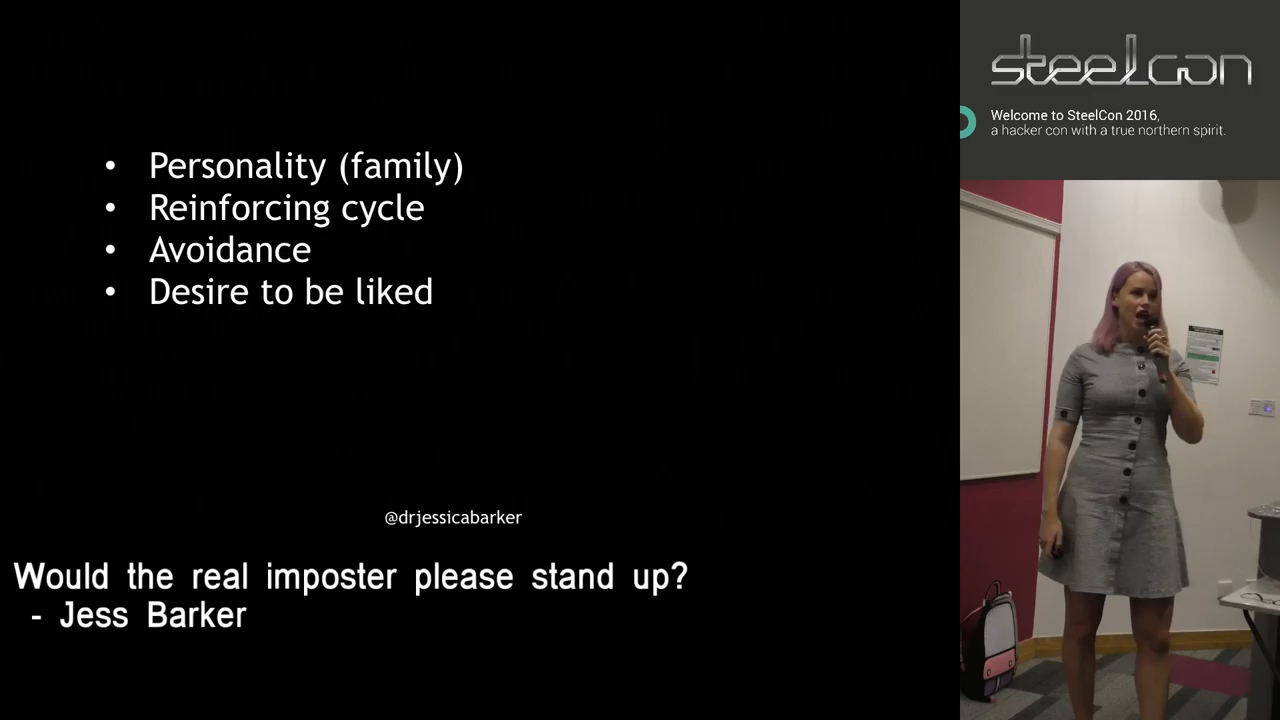 • Personality (family)
• Reinforcing cycle
• Avoidance
• Desire to be liked
@drjessicabarker
Would the real imposter please stand up?
- Jess Barker
steelcon
Welcome to SteelCon 2016,
a hacker con with a true northern spirit.